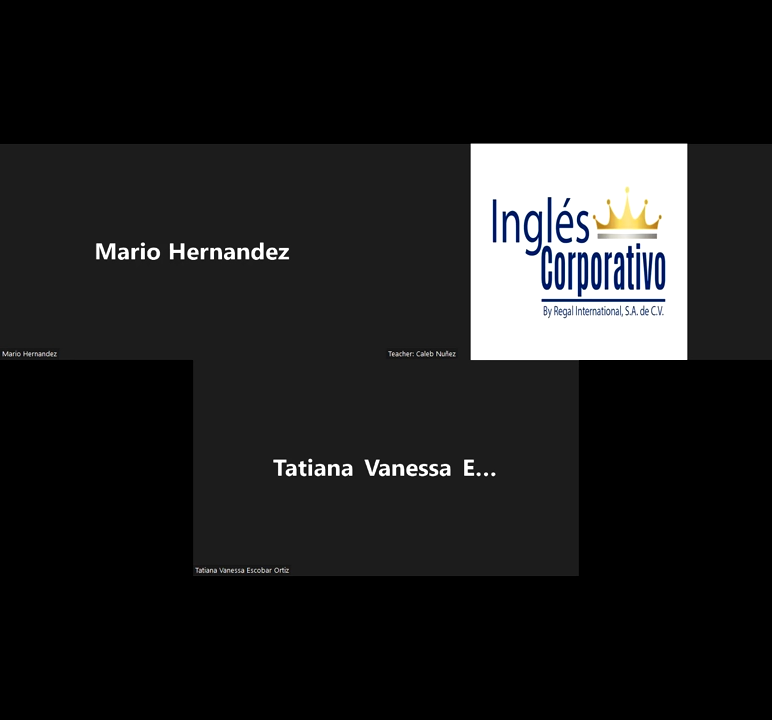 Mario Hernandez
Mario Hernandez
Inglés
Corporativo
By Regal International, S.A. de C.V.
Teacher: Caleb Nuñez
Tatiana Vanessa E...
Tatiana Vanessa Escobar Ortiz